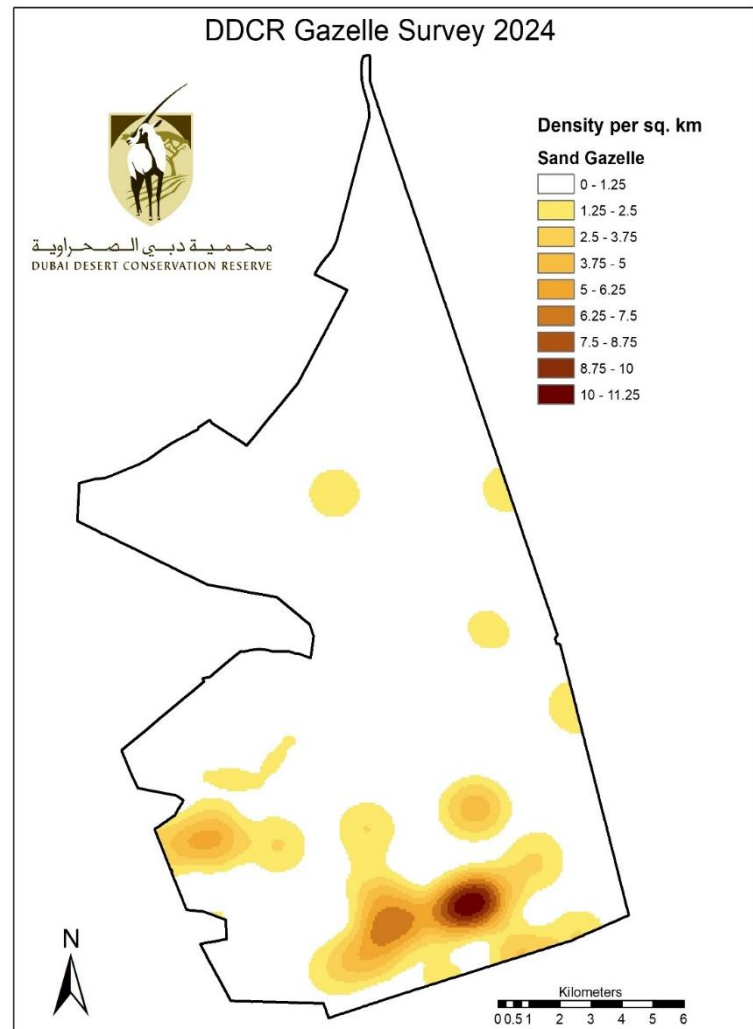 DDCR Gazelle Survey 2024
محمية دبي الصحراوية
DUBAI DESERT CONSERVATION RESERVE
Density per sq. km
Sand Gazelle
0 - 1.25
1.25 - 2.5
2.5 - 3.75
3.75 - 5
5 - 6.25
6.25 - 7.5
7.5 - 8.75
8.75 - 10
10 - 11.25
N
Kilometers
0 0.5 1 2 3 4 5 6